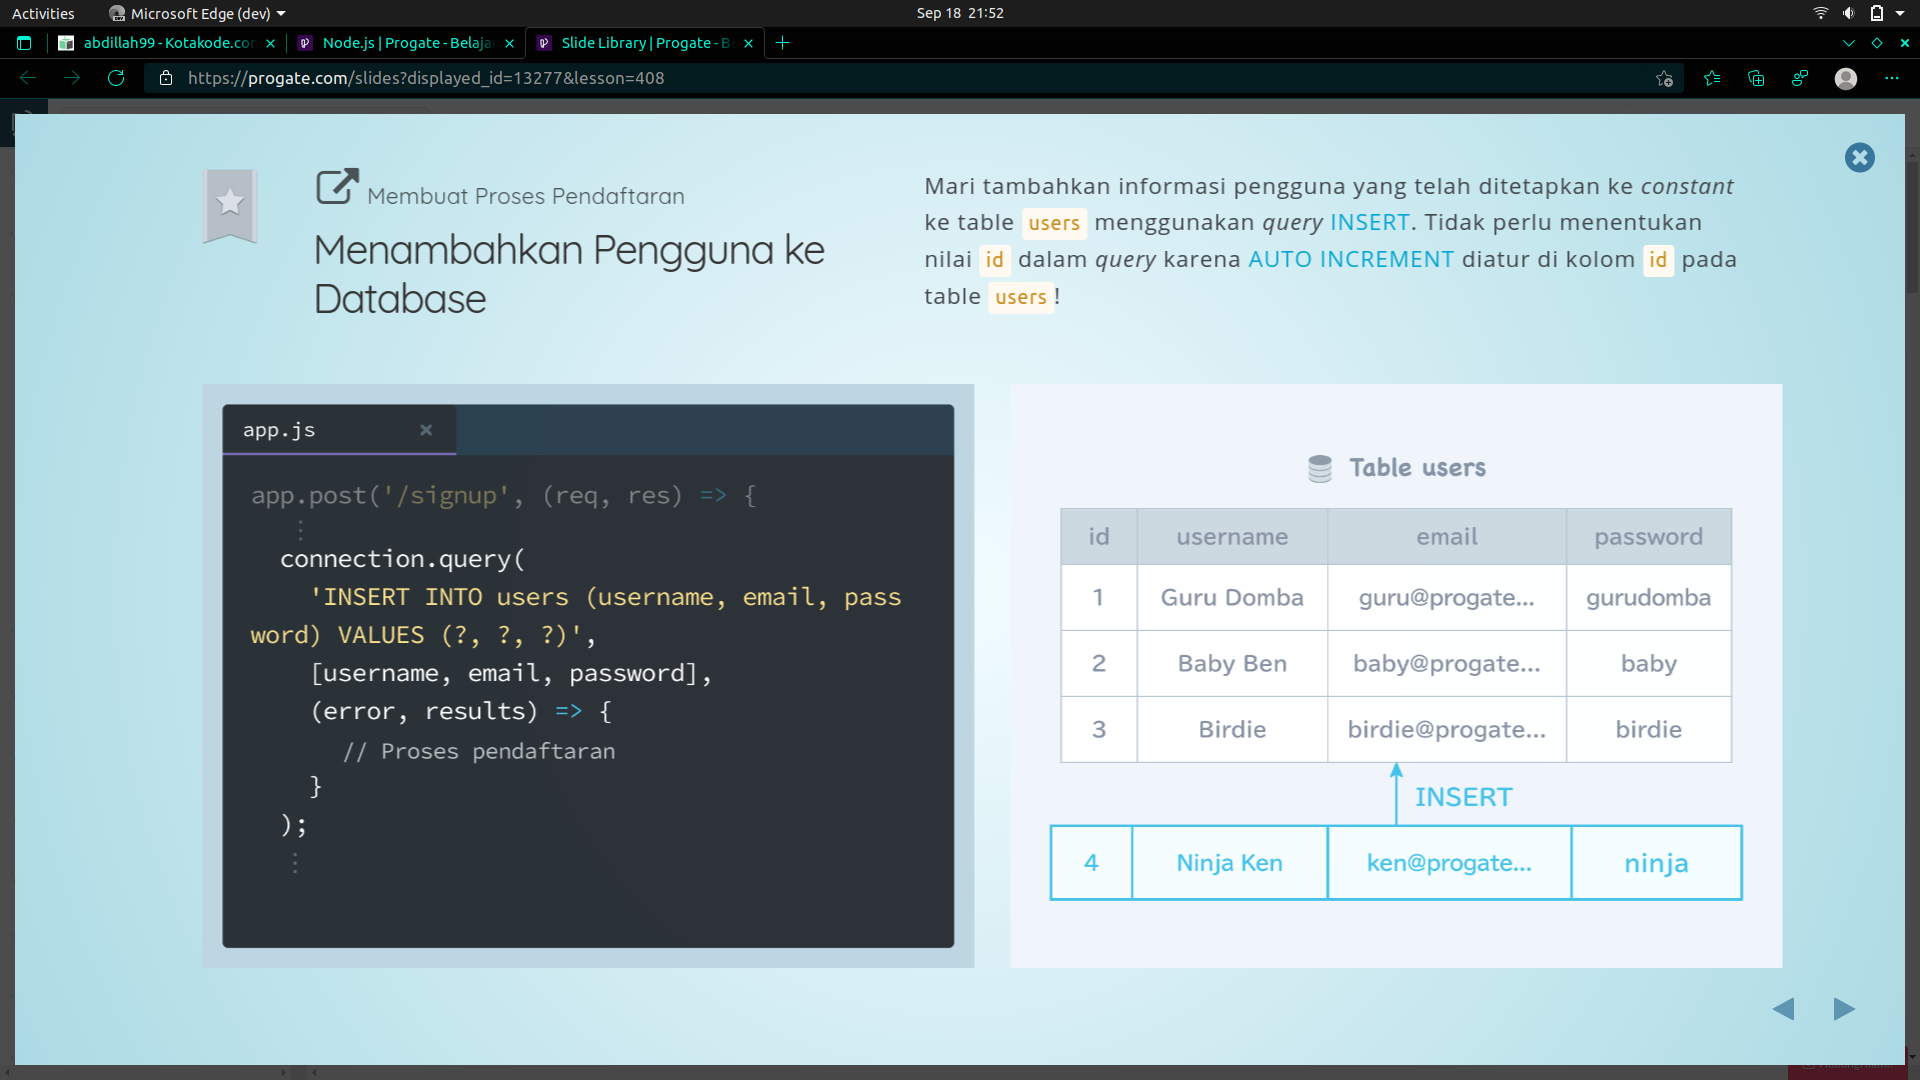 Activities
Microsoft Edge (dev)
Sep 18 21:52
abdillah99 - Kotakode.con
Node.js | Progate - Belaja
Slide Library | Progate - B
https://progate.com/slides?displayed_id=13277&lesson=408
Membuat Proses Pendaftaran
Menambahkan Pengguna ke
Database
Mari tambahkan informasi pengguna yang telah ditetapkan ke constant
ke table users menggunakan query INSERT. Tidak perlu menentukan
nilai id dalam query karena AUTO INCREMENT diatur di kolom id pada
table users!
app.js
app.post('/signup', (req, res) => {
connection.query(
'INSERT INTO users (username, email, pass
word) VALUES (?, ?, ?)',
[username, email, password],
(error, results) => {
// Proses pendaftaran
}
);
Table users
id username email password
1 Guru Domba guru@progate... gurudomba
2 Baby Ben baby@progate... baby
3 Birdie birdie@progate... birdie
INSERT
4 Ninja Ken ken@progate... ninja